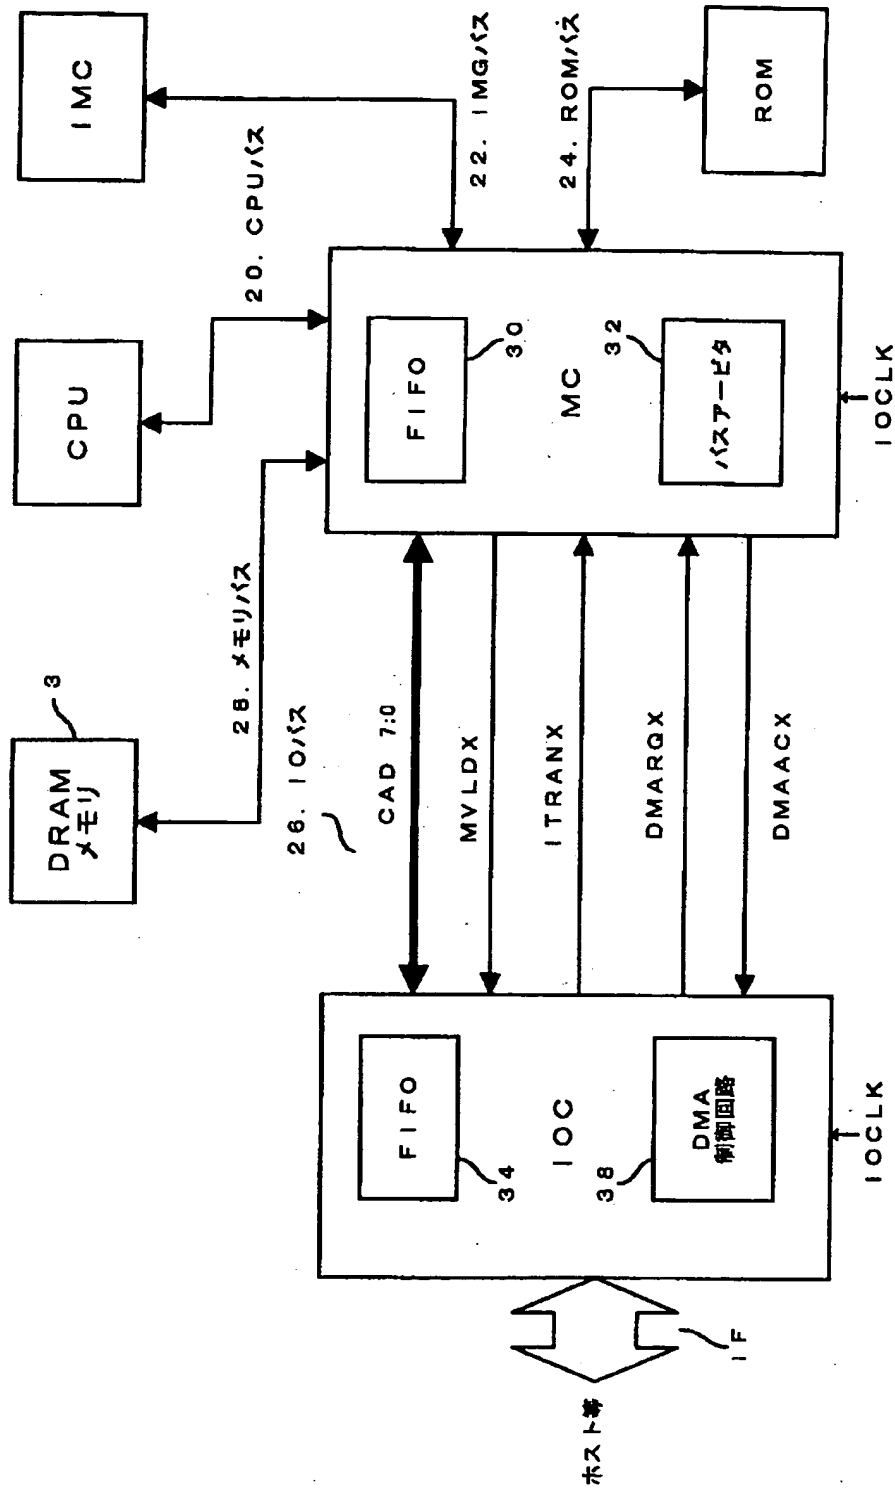 DRAM
メモリ
3
CPU
IMC
28. メモリバス
20. CPUバス
22. IMGバス
24. ROMバス
ROM
26. IOバス
CAD 7:0
MVLDX
ITRANX
DMARQX
DMAACX
FIFO
30
MC
32
バスアービタ
IOCLK
FIFO
34
IOC
38
DMA
制御回路
IOCLK
IF
ホスト等